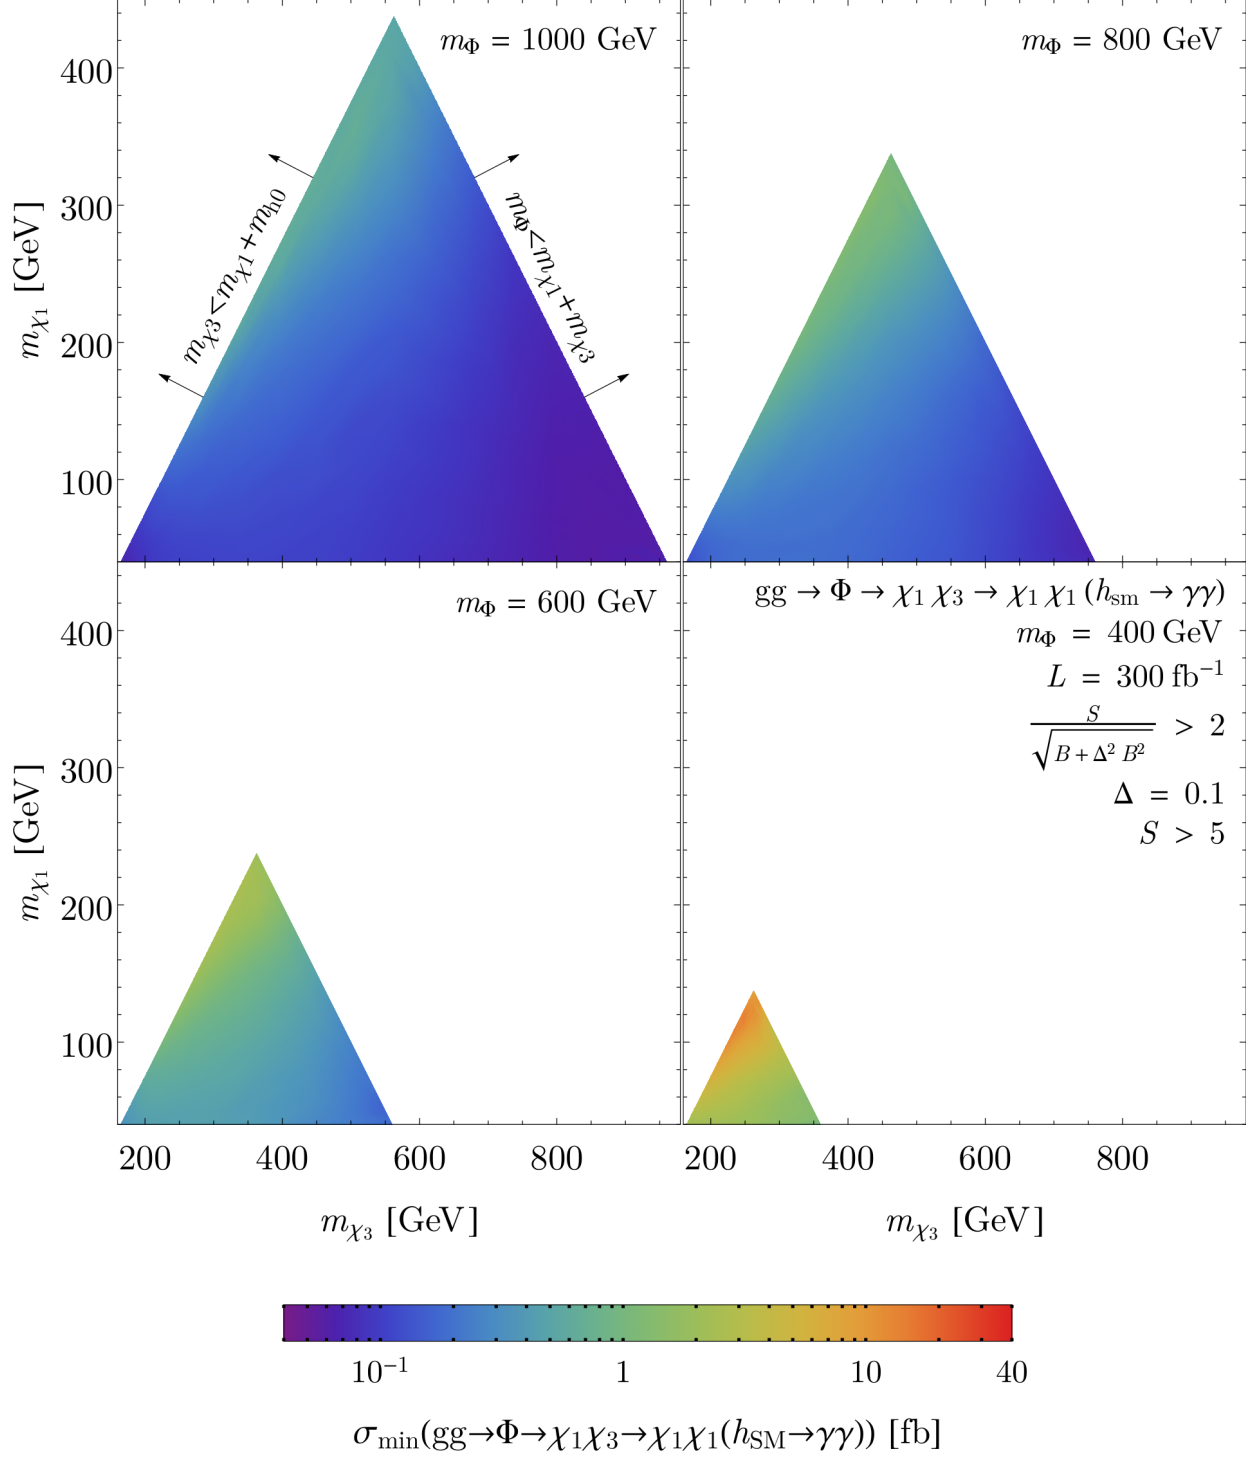 m_Φ = 1000 GeV
m_Φ = 800 GeV
400
300
200
100
m_χ1 [GeV]
m_χ3<m_χ1+m_h0
m_Φ<m_χ1+m_χ3
m_Φ = 600 GeV
gg → Φ → χ₁ χ₃ → χ₁ χ₁ (h_sm → γγ)
m_Φ = 400 GeV
L = 300 fb⁻¹
S/√(B + Δ² B²) > 2
Δ = 0.1
S > 5
400
300
200
100
m_χ1 [GeV]
200 400 600 800
200 400 600 800
m_χ3 [GeV]
m_χ3 [GeV]
10⁻¹ 1 10 40
σ_min(gg→Φ→χ₁χ₃→χ₁χ₁(h_SM→γγ)) [fb]